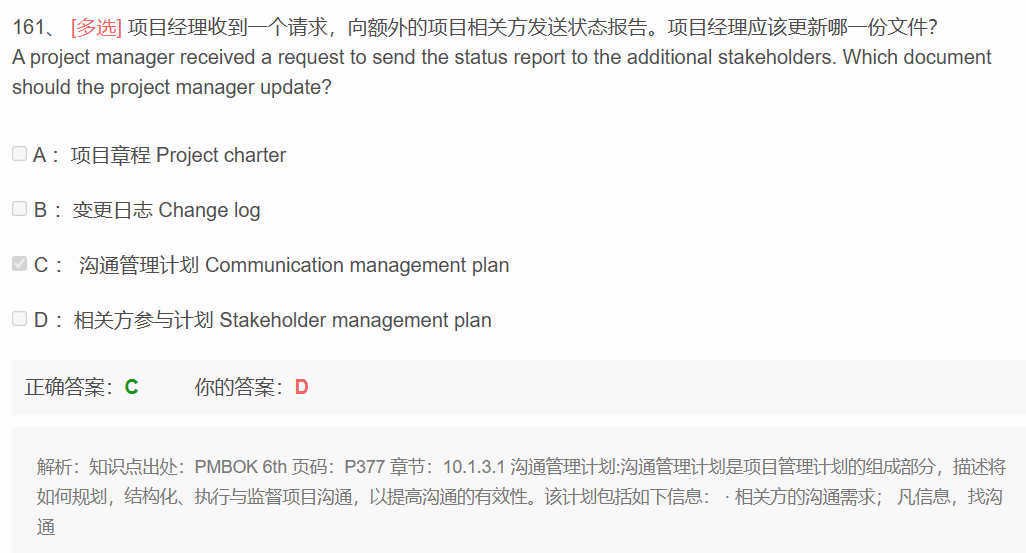 161、 [多选] 项目经理收到一个请求，向额外的项目相关方发送状态报告。项目经理应该更新哪一份文件？
A project manager received a request to send the status report to the additional stakeholders. Which document
should the project manager update?
A： 项目章程 Project charter
B： 变更日志 Change log
C： 沟通管理计划 Communication management plan
D： 相关方参与计划 Stakeholder management plan
正确答案：C 你的答案：D
解析：知识点出处：PMBOK 6th 页码：P377 章节：10.1.3.1 沟通管理计划:沟通管理计划是项目管理计划的组成部分，描述将
如何规划，结构化、执行与监督项目沟通，以提高沟通的有效性。该计划包括如下信息： · 相关方的沟通需求； 凡信息，找沟
通